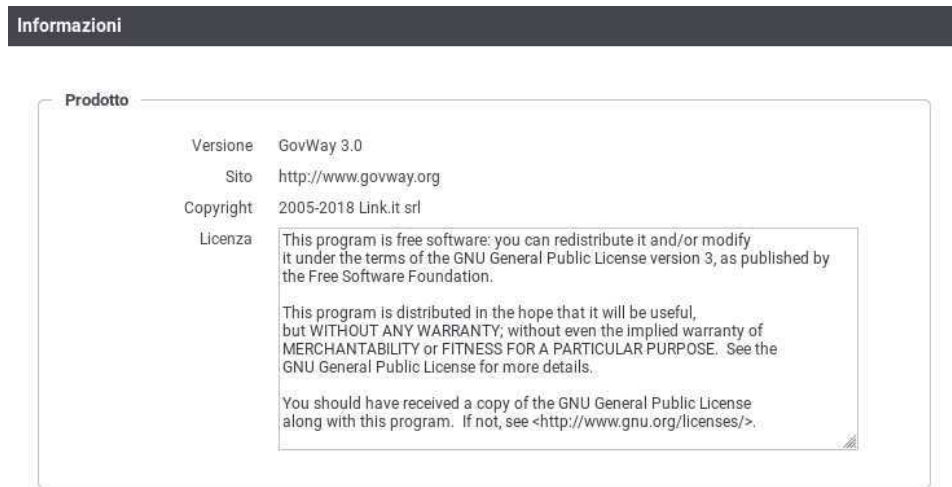 Informazioni
Prodotto
Versione GovWay 3.0
Sito http://www.govway.org
Copyright 2005-2018 Link.it srl
Licenza This program is free software: you can redistribute it and/or modify
it under the terms of the GNU General Public License version 3, as published by
the Free Software Foundation.
This program is distributed in the hope that it will be useful,
but WITHOUT ANY WARRANTY; without even the implied warranty of
MERCHANTABILITY or FITNESS FOR A PARTICULAR PURPOSE. See the
GNU General Public License for more details.
You should have received a copy of the GNU General Public License
along with this program. If not, see <http://www.gnu.org/licenses/>.